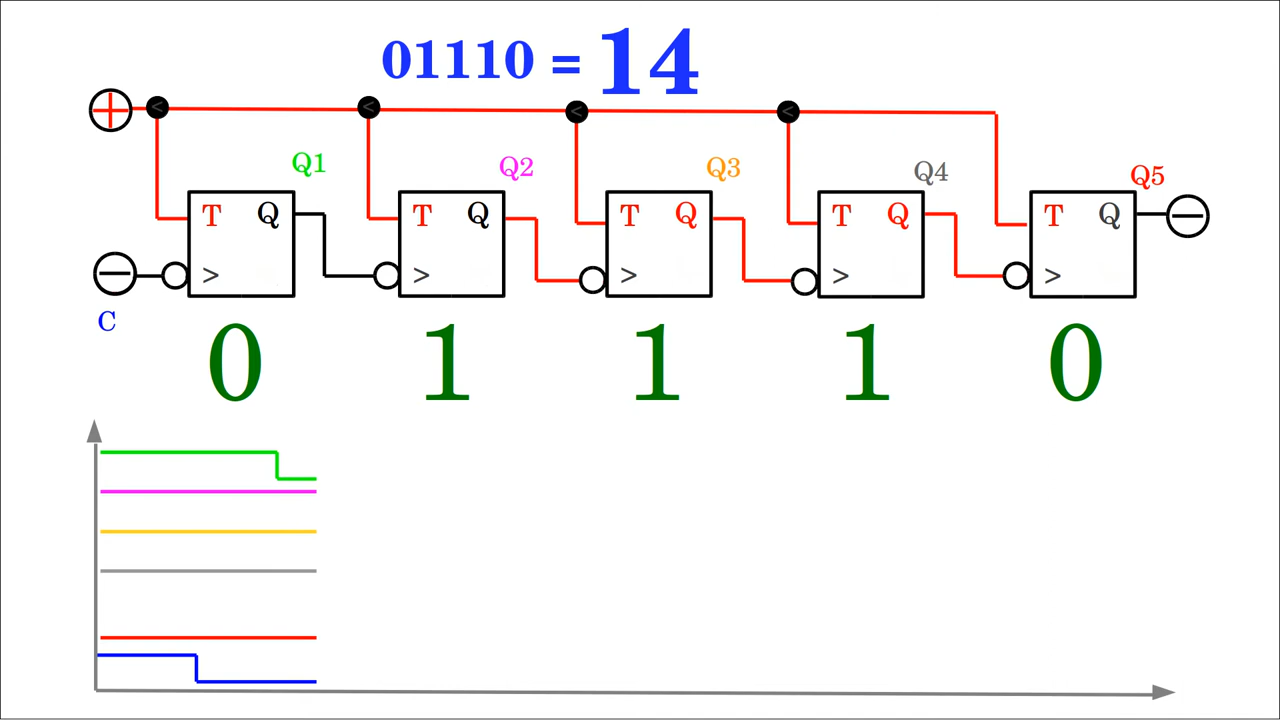 01110 = 14
Q1 Q2 Q3 Q4 Q5
T Q T Q T Q T Q T Q
> > > > >
C
0 1 1 1 0